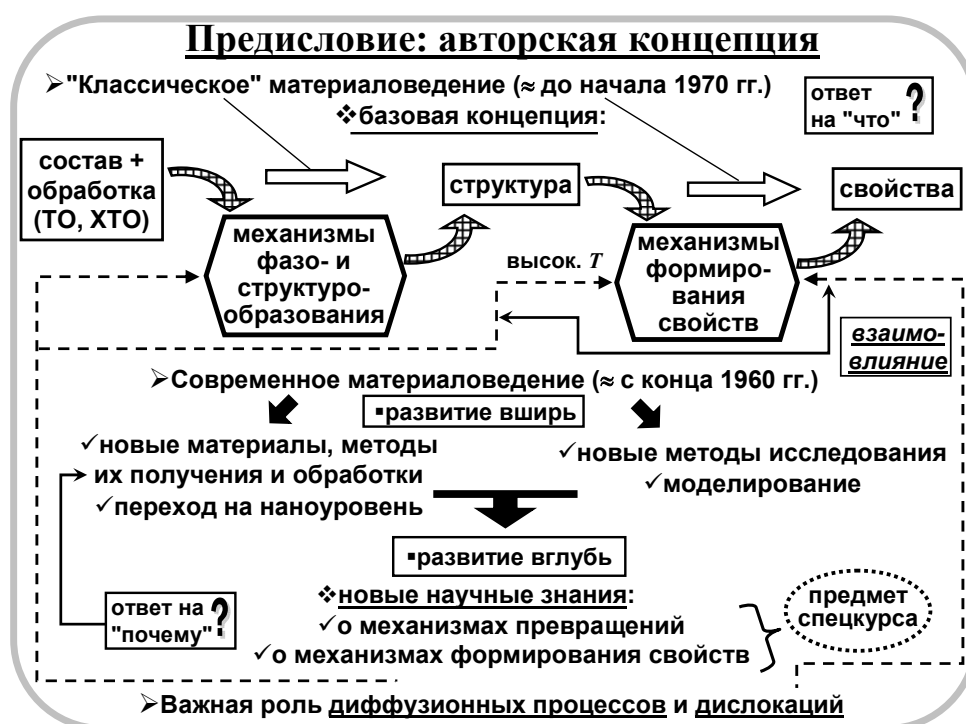 Предисловие: авторская концепция
➢"Классическое" материаловедение (≈ до начала 1970 гг.)
❖базовая концепция:
ответ
на "что" ?
состав +
обработка
(ТО, ХТО)
структура
свойства
механизмы
фазо- и
структуро-
образования
высок. T
механизмы
формиро-
вания
свойств
взаимо-
влияние
➢Современное материаловедение (≈ с конца 1960 гг.)
▪развитие вширь
✓новые материалы, методы
их получения и обработки
✓переход на наноуровень
✓новые методы исследования
✓моделирование
▪развитие вглубь
ответ на
"почему" ?
❖новые научные знания:
✓о механизмах превращений
✓о механизмах формирования свойств
предмет
спецкурса
➢Важная роль диффузионных процессов и дислокаций